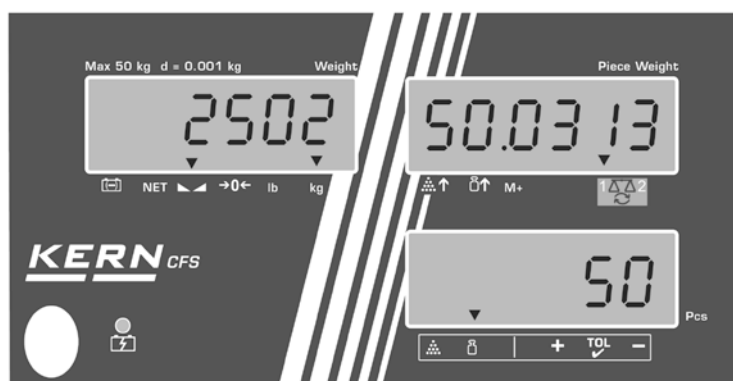 Max 50 kg d = 0.001 kg Weight
Piece Weight
2502
50.0313
NET →0← lb kg
M+
1 2
KERN CFS
50
Pcs
+ TOL −